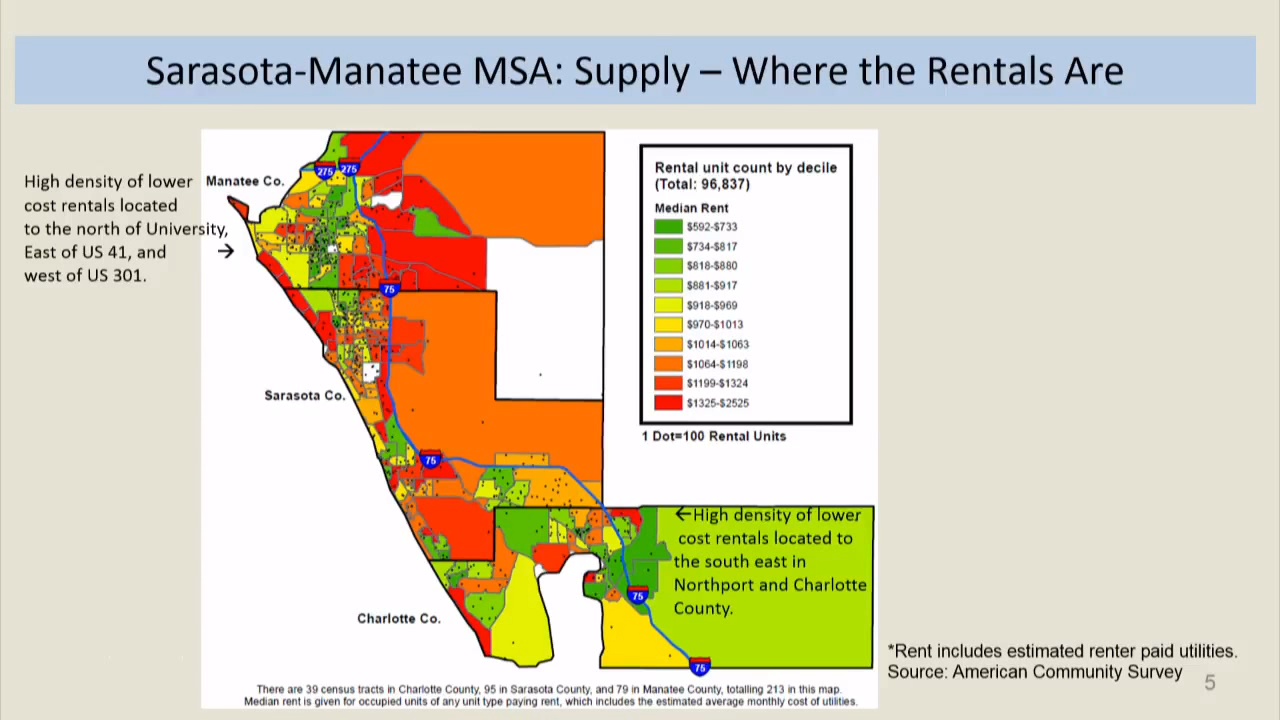 Sarasota-Manatee MSA: Supply – Where the Rentals Are
High density of lower
cost rentals located
to the north of University,
East of US 41, and
west of US 301.
→
Manatee Co.
275
275
75
Sarasota Co.
75
Charlotte Co.
75
75
Rental unit count by decile
(Total: 96,837)
Median Rent
$592-$733
$734-$817
$818-$880
$881-$917
$918-$969
$970-$1013
$1014-$1063
$1064-$1198
$1199-$1324
$1325-$2525
1 Dot=100 Rental Units
←High density of lower
cost rentals located to
the south east in
Northport and Charlotte
County.
There are 39 census tracts in Charlotte County, 95 in Sarasota County, and 79 in Manatee County, totalling 213 in this map.
Median rent is given for occupied units of any unit type paying rent, which includes the estimated average monthly cost of utilities.
*Rent includes estimated renter paid utilities.
Source: American Community Survey
5